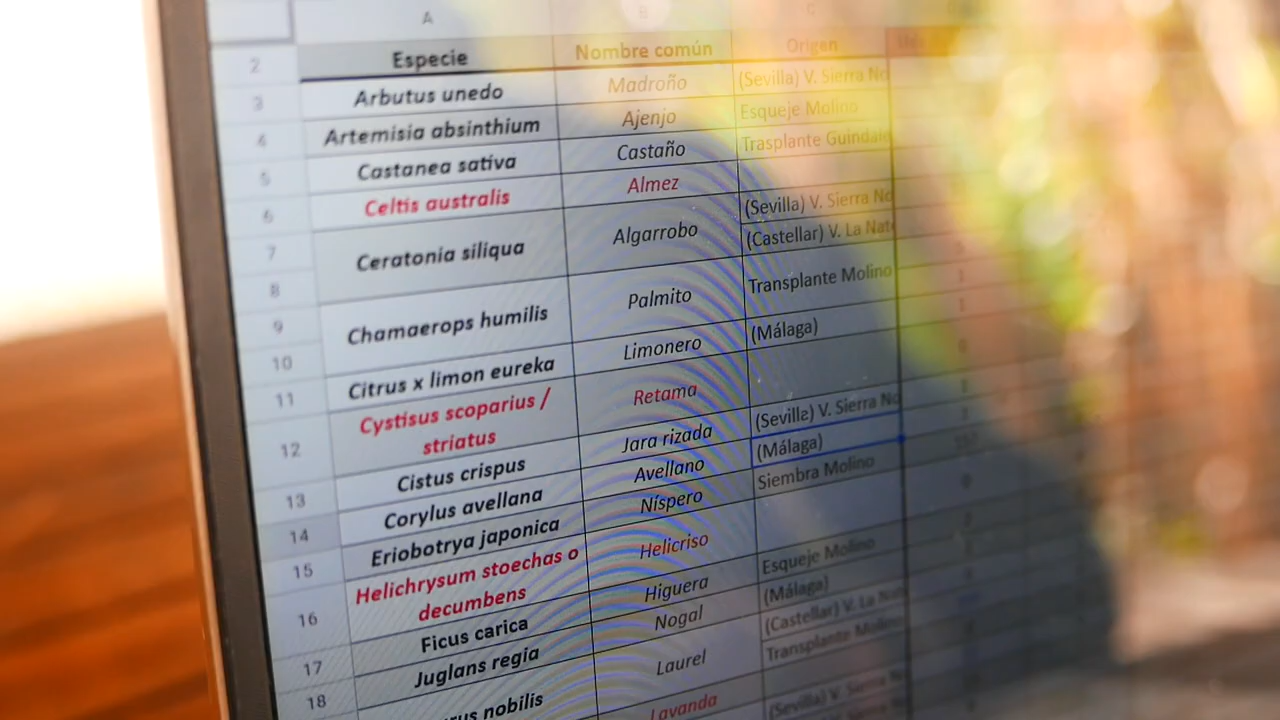 A B C
2 Especie Nombre común Origen
3 Arbutus unedo Madroño (Sevilla) V. Sierra No
4 Artemisia absinthium Ajenjo Esqueje Molino
5 Castanea sativa Castaño Trasplante Guindale
6 Celtis australis Almez
7 Ceratonia siliqua Algarrobo (Sevilla) V. Sierra No
8 (Castellar) V. La Nat
9 Chamaerops humilis Palmito Transplante Molino
10
11 Citrus x limon eureka Limonero (Málaga)
12 Cystisus scoparius / Retama
striatus
13 Cistus crispus Jara rizada (Sevilla) V. Sierra No
14 Corylus avellana Avellano (Málaga)
15 Eriobotrya japonica Níspero Siembra Molino
16 Helichrysum stoechas o Helicriso
decumbens
17 Ficus carica Higuera Esqueje Molino
18 Juglans regia Nogal (Málaga)
rus nobilis Laurel (Castellar) V. La Nat
Transplante Molino
Lavanda (Sevilla) V. Sierra No